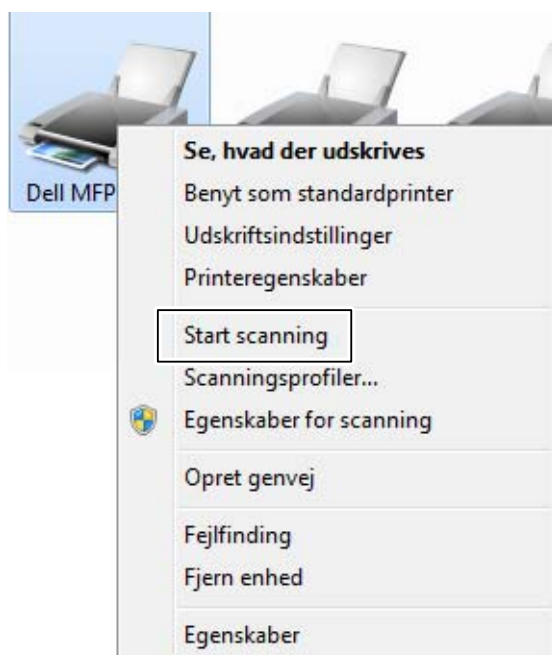 Dell MFP
Se, hvad der udskrives
Benyt som standardprinter
Udskriftsindstillinger
Printeregenskaber
Start scanning
Scanningsprofiler...
Egenskaber for scanning
Opret genvej
Fejlfinding
Fjern enhed
Egenskaber